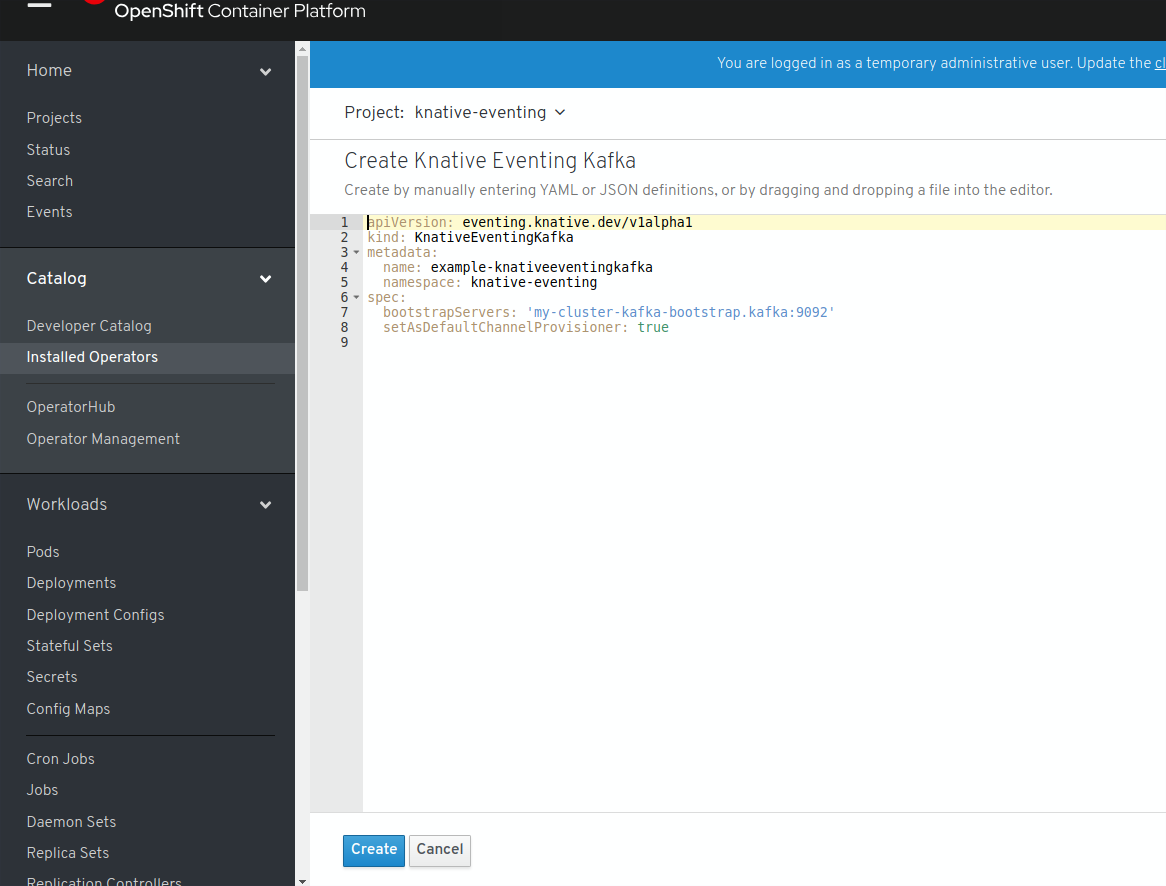 OpenShift Container Platform
Home
Projects
Status
Search
Events
Catalog
Developer Catalog
Installed Operators
OperatorHub
Operator Management
Workloads
Pods
Deployments
Deployment Configs
Stateful Sets
Secrets
Config Maps
Cron Jobs
Jobs
Daemon Sets
Replica Sets
Replication Controllers
You are logged in as a temporary administrative user. Update the cl
Project: knative-eventing
Create Knative Eventing Kafka
Create by manually entering YAML or JSON definitions, or by dragging and dropping a file into the editor.
1 apiVersion: eventing.knative.dev/v1alpha1
2 kind: KnativeEventingKafka
3 metadata:
4   name: example-knativeeventingkafka
5   namespace: knative-eventing
6 spec:
7   bootstrapServers: 'my-cluster-kafka-bootstrap.kafka:9092'
8   setAsDefaultChannelProvisioner: true
9
Create Cancel